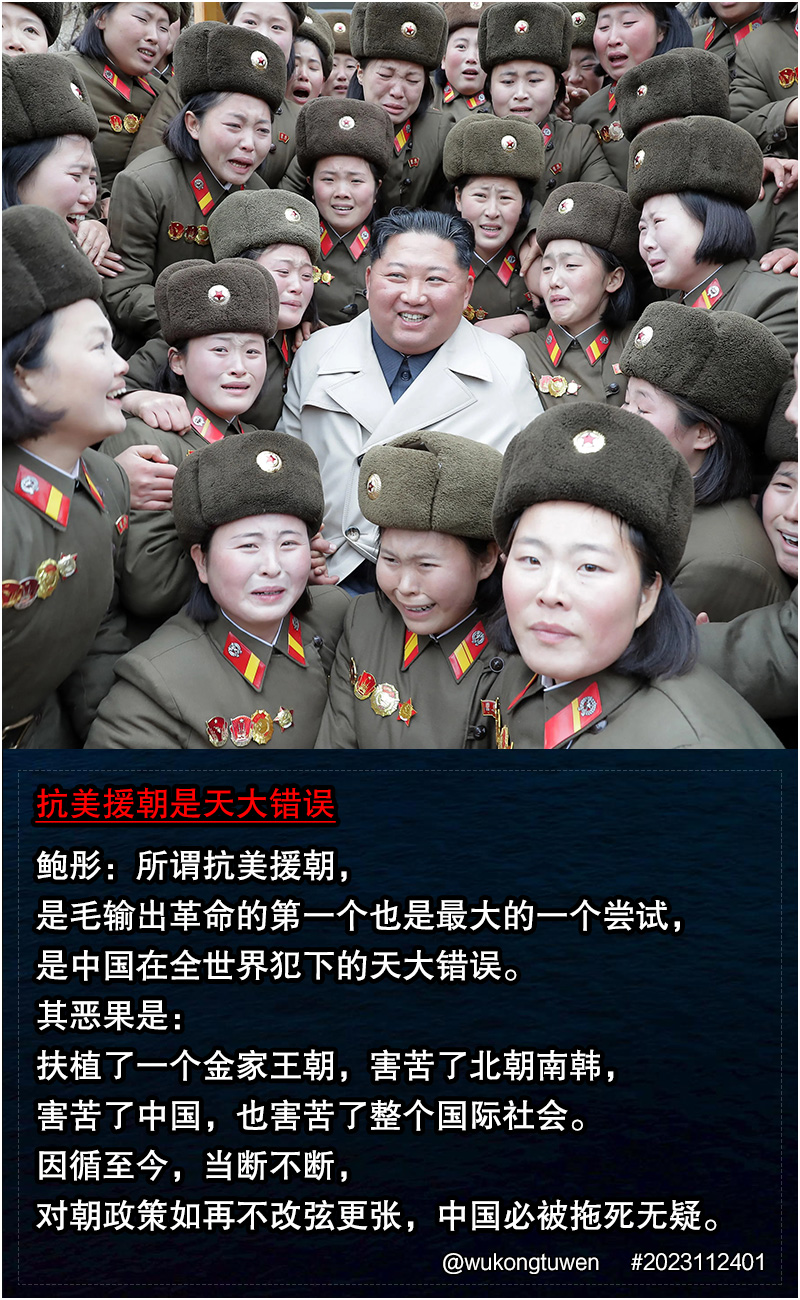 抗美援朝是天大错误
鲍彤：所谓抗美援朝，
是毛输出革命的第一个也是最大的一个尝试，
是中国在全世界犯下的天大错误。
其恶果是：
扶植了一个金家王朝，害苦了北朝南韩，
害苦了中国，也害苦了整个国际社会。
因循至今，当断不断，
对朝政策如再不改弦更张，中国必被拖死无疑。
@wukongtuwen #2023112401